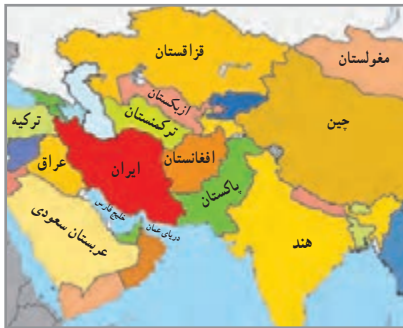 قزاقستان
مغولستان
ازبکستان
ترکمنستان
ترکیه
چین
افغانستان
ایران
عراق
پاکستان
خلیج فارس
دریای عمان
عربستان سعودی
هند